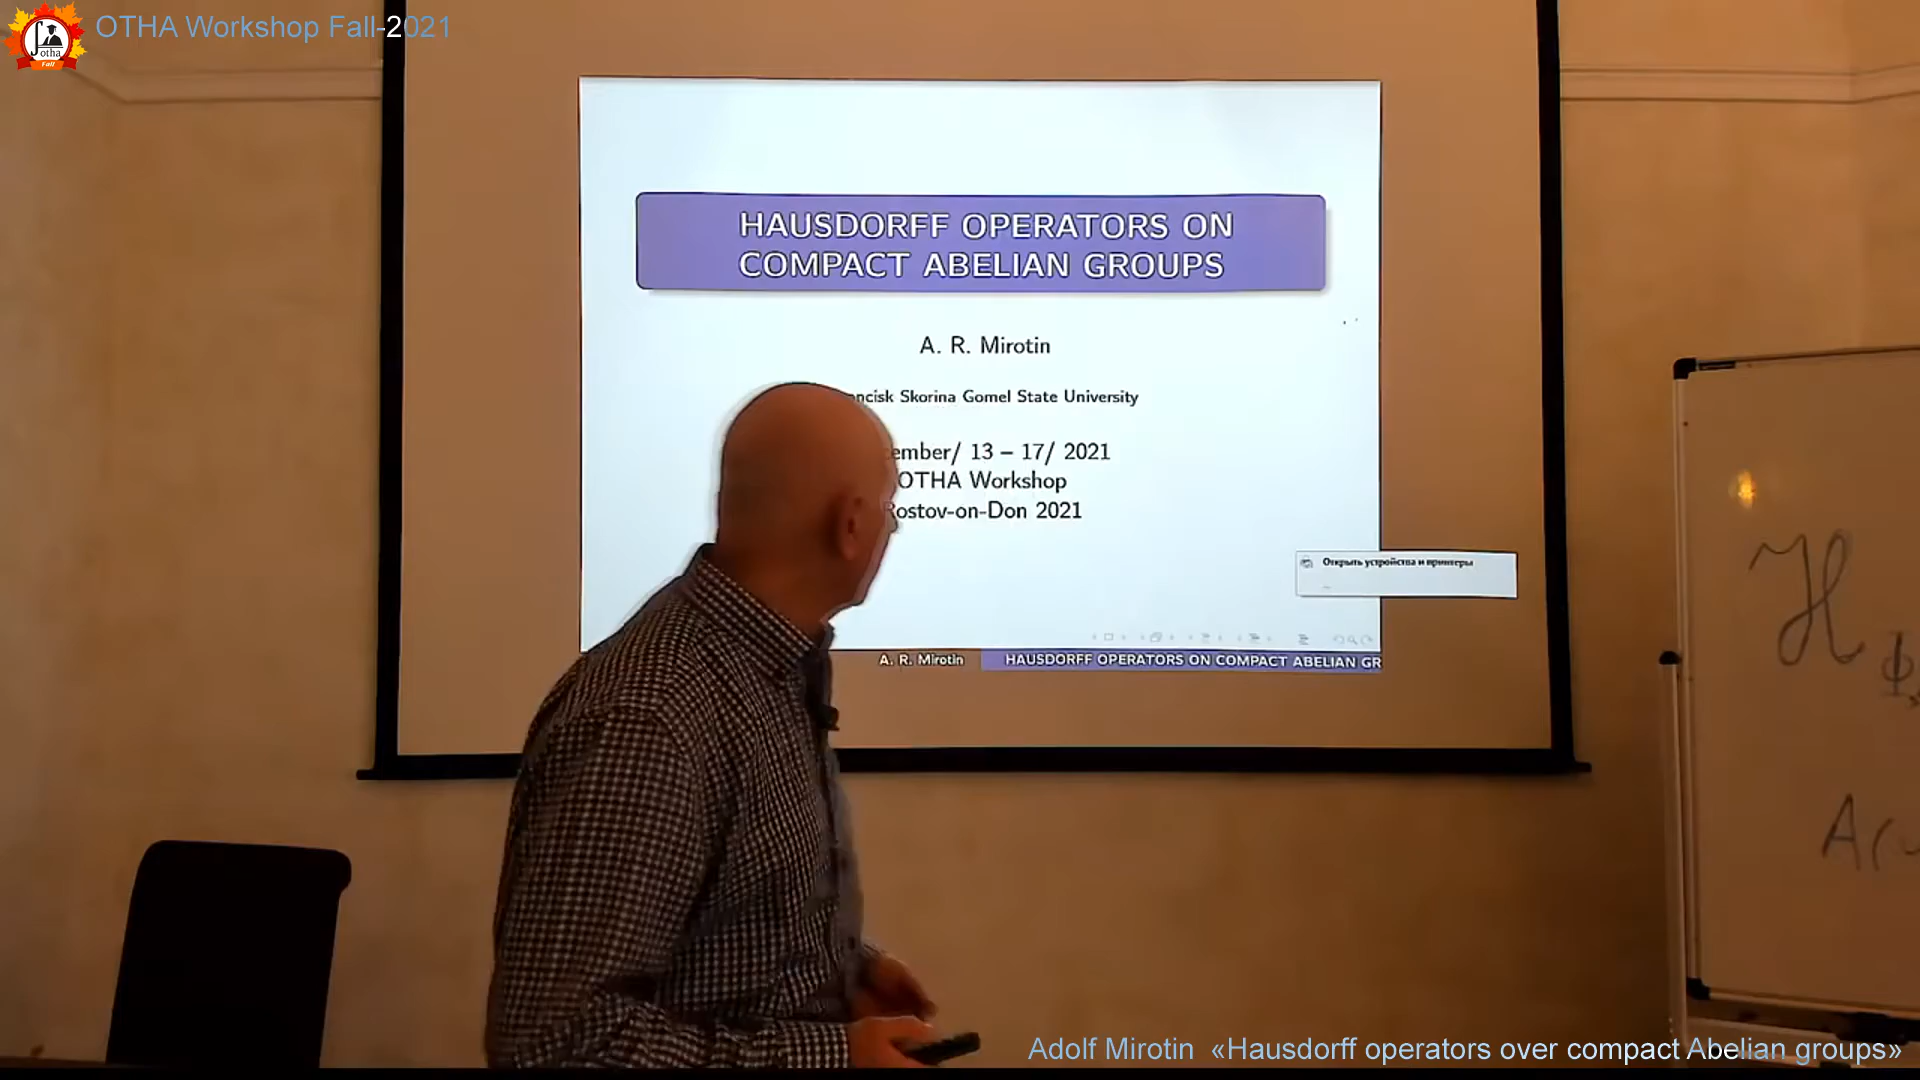 OTHA Workshop Fall-2021
otha
Fall
HAUSDORFF OPERATORS ON
COMPACT ABELIAN GROUPS
A. R. Mirotin
ncisk Skorina Gomel State University
ember/ 13 – 17/ 2021
OTHA Workshop
Rostov-on-Don 2021
Открыть устройства и принтеры
A. R. Mirotin
HAUSDORFF OPERATORS ON COMPACT ABELIAN GR
H
Φ,
A(
Adolf Mirotin «Hausdorff operators over compact Abelian groups»